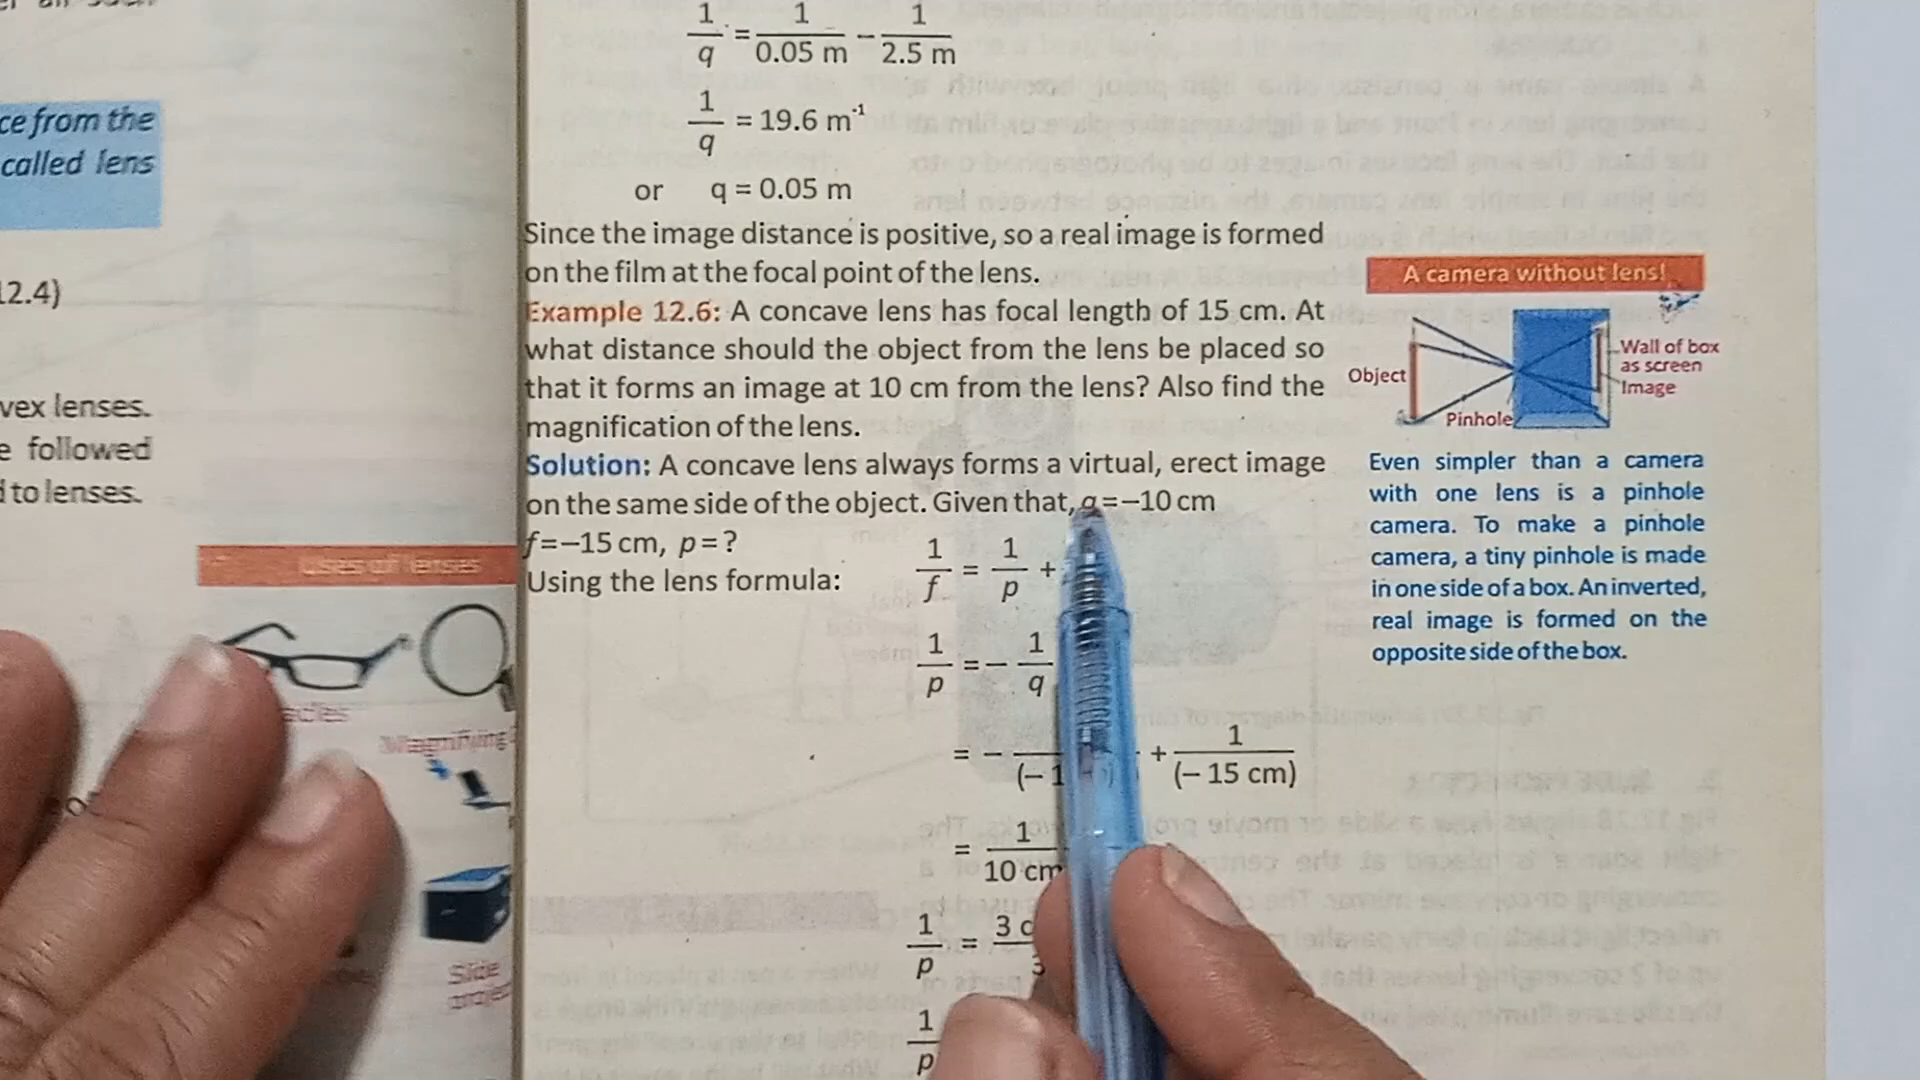 ce from the
called lens
12.4)
vex lenses.
e followed
to lenses.
Uses of lenses
acles
Magnifying
Slide
1/q = 1/0.05 m − 1/2.5 m
1/q = 19.6 m⁻¹
or q = 0.05 m
Since the image distance is positive, so a real image is formed
on the film at the focal point of the lens.
Example 12.6: A concave lens has focal length of 15 cm. At
what distance should the object from the lens be placed so
that it forms an image at 10 cm from the lens? Also find the
magnification of the lens.
Solution: A concave lens always forms a virtual, erect image
on the same side of the object. Given that, q=−10 cm
f=−15 cm, p=?
Using the lens formula: 1/f = 1/p +
1/p = − 1/q
= − (− 1 + 1/(− 15 cm)
= 1/10 cm
1/p = 3 c
1/p
A camera without lens!
Object
Pinhole
Wall of box
as screen
Image
Even simpler than a camera
with one lens is a pinhole
camera. To make a pinhole
camera, a tiny pinhole is made
in one side of a box. An inverted,
real image is formed on the
opposite side of the box.